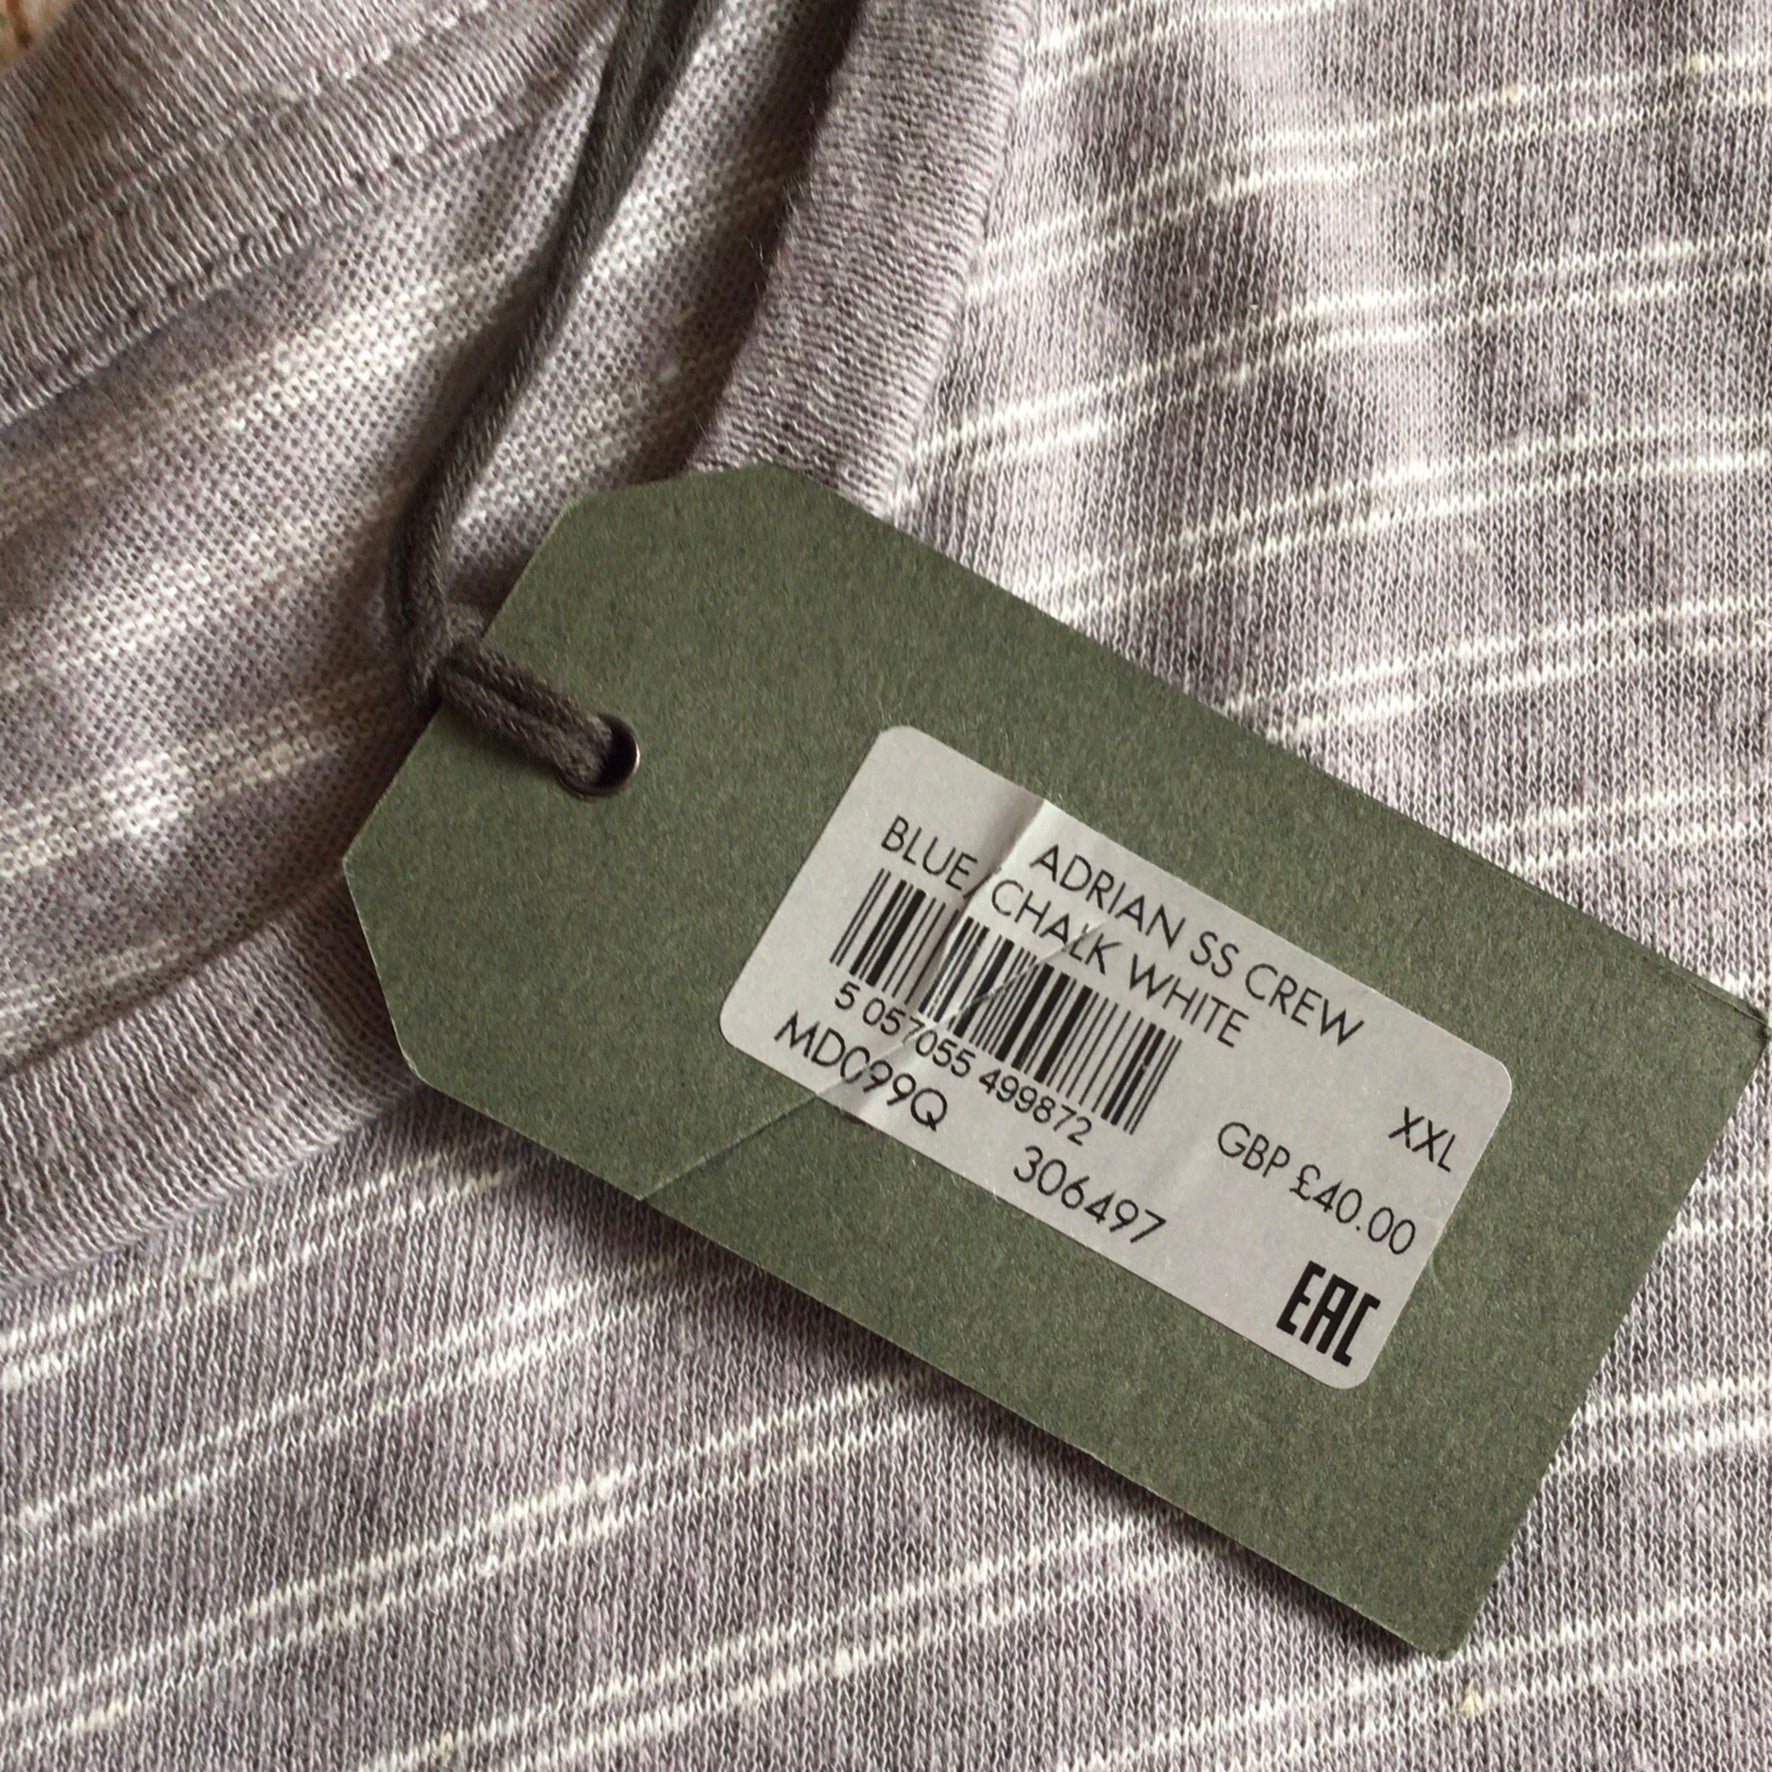 ADRIAN SS CREW
BLUE/CHALK WHITE
5 057055 499872
XXL
MD099Q
GBP £40.00
306497
EAC